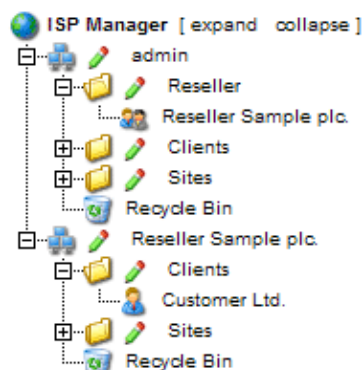 ISP Manager [ expand collapse ]
admin
Reseller
Reseller Sample plc.
Clients
Sites
Recycle Bin
Reseller Sample plc.
Clients
Customer Ltd.
Sites
Recycle Bin